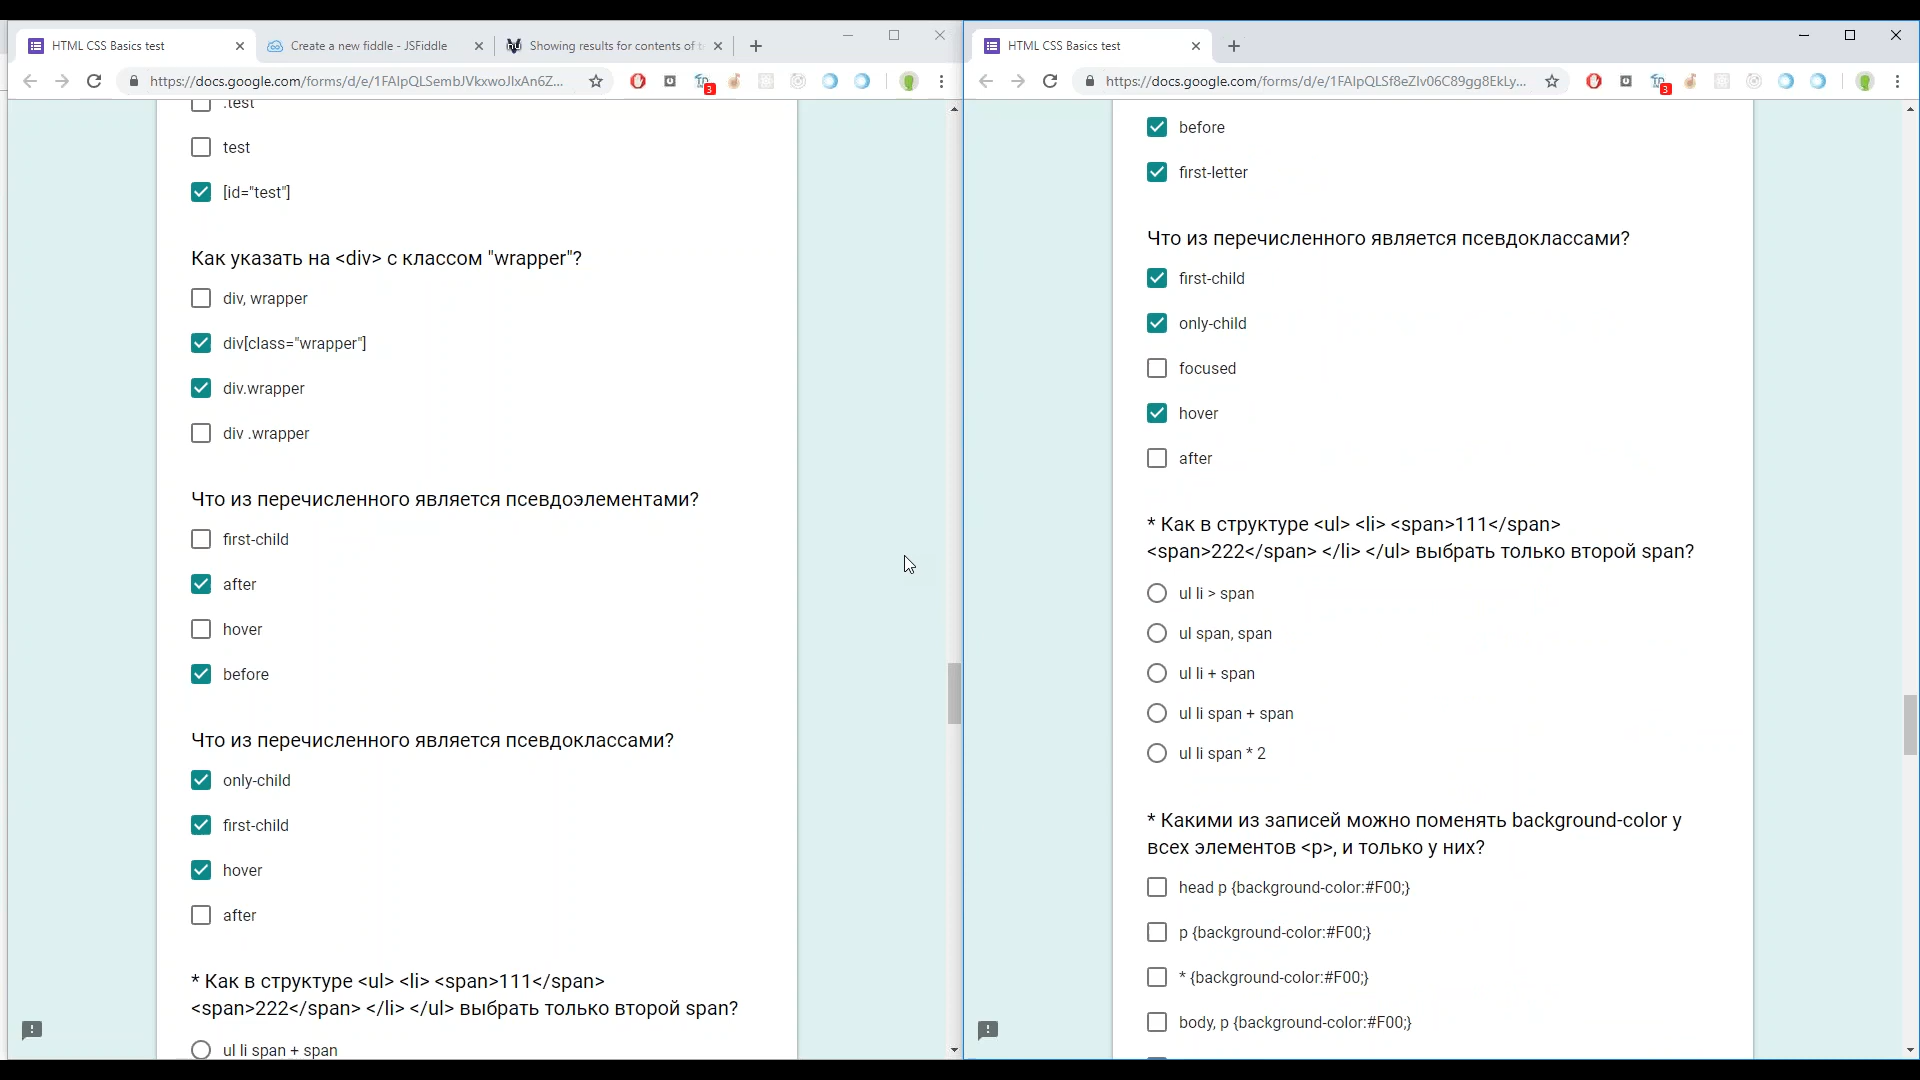 HTML CSS Basics test
Create a new fiddle - JSFiddle
Showing results for contents of t
https://docs.google.com/forms/d/e/1FAIpQLSembJVkxwoJlxAn6Z...
3
.test
test
[id="test"]
Как указать на <div> с классом "wrapper"?
div, wrapper
div[class="wrapper"]
div.wrapper
div .wrapper
Что из перечисленного является псевдоэлементами?
first-child
after
hover
before
Что из перечисленного является псевдоклассами?
only-child
first-child
hover
after
* Как в структуре <ul> <li> <span>111</span>
<span>222</span> </li> </ul> выбрать только второй span?
ul li span + span
HTML CSS Basics test
https://docs.google.com/forms/d/e/1FAIpQLSf8eZlv06C89gg8EkLy...
3
before
first-letter
Что из перечисленного является псевдоклассами?
first-child
only-child
focused
hover
after
* Как в структуре <ul> <li> <span>111</span>
<span>222</span> </li> </ul> выбрать только второй span?
ul li > span
ul span, span
ul li + span
ul li span + span
ul li span * 2
* Какими из записей можно поменять background-color у
всех элементов <p>, и только у них?
head p {background-color:#F00;}
p {background-color:#F00;}
* {background-color:#F00;}
body, p {background-color:#F00;}